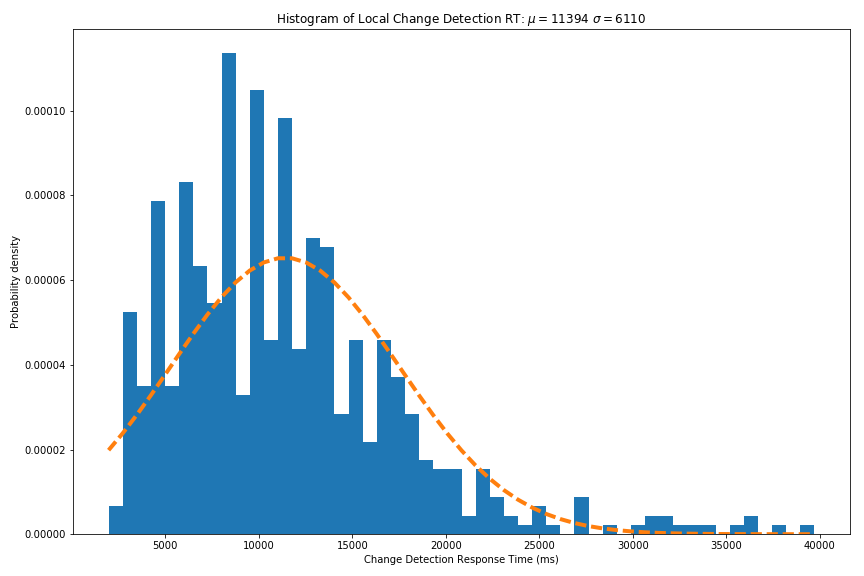 Histogram of Local Change Detection RT: μ = 11394 σ = 6110
0.00010
0.00008
0.00006
0.00004
0.00002
0.00000
Probability density
5000 10000 15000 20000 25000 30000 35000 40000
Change Detection Response Time (ms)